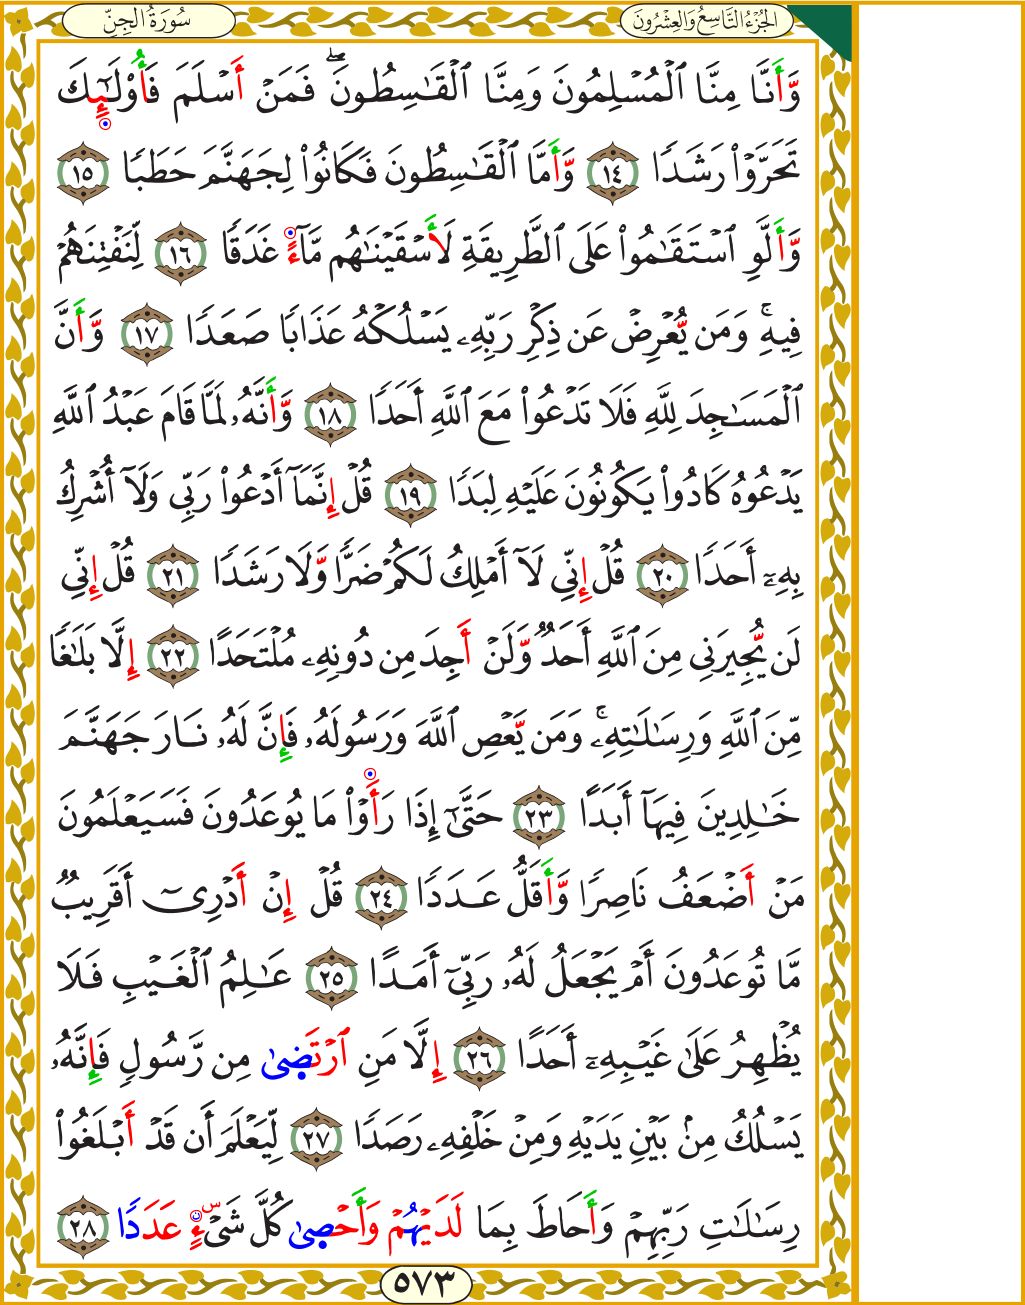 الجُزْءُ التَّاسِعُ وَالعِشْرُونَ
سُورَةُ الجِنِّ
وَّأَنَّا مِنَّا ٱلْمُسْلِمُونَ وَمِنَّا ٱلْقَـٰسِطُونَ ۖ فَمَنْ أَسْلَمَ فَأُو۟لَـٰٓئِكَ
تَحَرَّوْا۟ رَشَدًا ١٤ وَّأَمَّا ٱلْقَـٰسِطُونَ فَكَانُوا۟ لِجَهَنَّمَ حَطَبًا ١٥
وَّأَلَّوِ ٱسْتَقَـٰمُوا۟ عَلَى ٱلطَّرِيقَةِ لَأَسْقَيْنَـٰهُم مَّآءً غَدَقًا ١٦ لِّنَفْتِنَهُمْ
فِيهِ ۚ وَمَن يُّعْرِضْ عَن ذِكْرِ رَبِّهِۦ يَسْلُكْهُ عَذَابًا صَعَدًا ١٧ وَّأَنَّ
ٱلْمَسَـٰجِدَ لِلَّهِ فَلَا تَدْعُوا۟ مَعَ ٱللَّهِ أَحَدًا ١٨ وَّأَنَّهُۥ لَمَّا قَامَ عَبْدُ ٱللَّهِ
يَدْعُوهُ كَادُوا۟ يَكُونُونَ عَلَيْهِ لِبَدًا ١٩ قُلْ إِنَّمَآ أَدْعُوا۟ رَبِّى وَلَآ أُشْرِكُ
بِهِۦٓ أَحَدًا ٢٠ قُلْ إِنِّى لَآ أَمْلِكُ لَكُمْ ضَرًّا وَّلَا رَشَدًا ٢١ قُلْ إِنِّى
لَن يُّجِيرَنِى مِنَ ٱللَّهِ أَحَدٌ وَّلَنْ أَجِدَ مِن دُونِهِۦ مُلْتَحَدًا ٢٢ إِلَّا بَلَـٰغًا
مِّنَ ٱللَّهِ وَرِسَـٰلَـٰتِهِۦ ۚ وَمَن يَّعْصِ ٱللَّهَ وَرَسُولَهُۥ فَإِنَّ لَهُۥ نَارَ جَهَنَّمَ
خَـٰلِدِينَ فِيهَآ أَبَدًا ٢٣ حَتَّىٰٓ إِذَا رَأَوْا۟ مَا يُوعَدُونَ فَسَيَعْلَمُونَ
مَنْ أَضْعَفُ نَاصِرًا وَّأَقَلُّ عَدَدًا ٢٤ قُلْ إِنْ أَدْرِىٓ أَقَرِيبٌ
مَّا تُوعَدُونَ أَمْ يَجْعَلُ لَهُۥ رَبِّىٓ أَمَدًا ٢٥ عَـٰلِمُ ٱلْغَيْبِ فَلَا
يُظْهِرُ عَلَىٰ غَيْبِهِۦٓ أَحَدًا ٢٦ إِلَّا مَنِ ٱرْتَضَىٰ مِن رَّسُولٍ فَإِنَّهُۥ
يَسْلُكُ مِنۢ بَيْنِ يَدَيْهِ وَمِنْ خَلْفِهِۦ رَصَدًا ٢٧ لِّيَعْلَمَ أَن قَدْ أَبْلَغُوا۟
رِسَـٰلَـٰتِ رَبِّهِمْ وَأَحَاطَ بِمَا لَدَيْهُمْ وَأَحْصَىٰ كُلَّ شَىْءٍ عَدَدًا ٢٨
٥٧٣